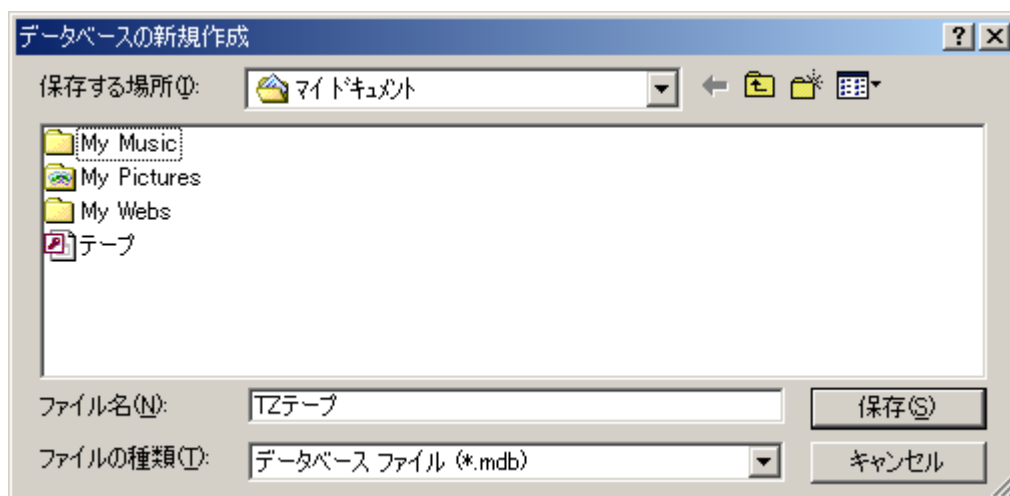 データベースの新規作成
保存する場所(I): マイ ドキュメント
My Music
My Pictures
My Webs
テープ
ファイル名(N): TZテープ 保存(S)
ファイルの種類(T): データベース ファイル (*.mdb) キャンセル